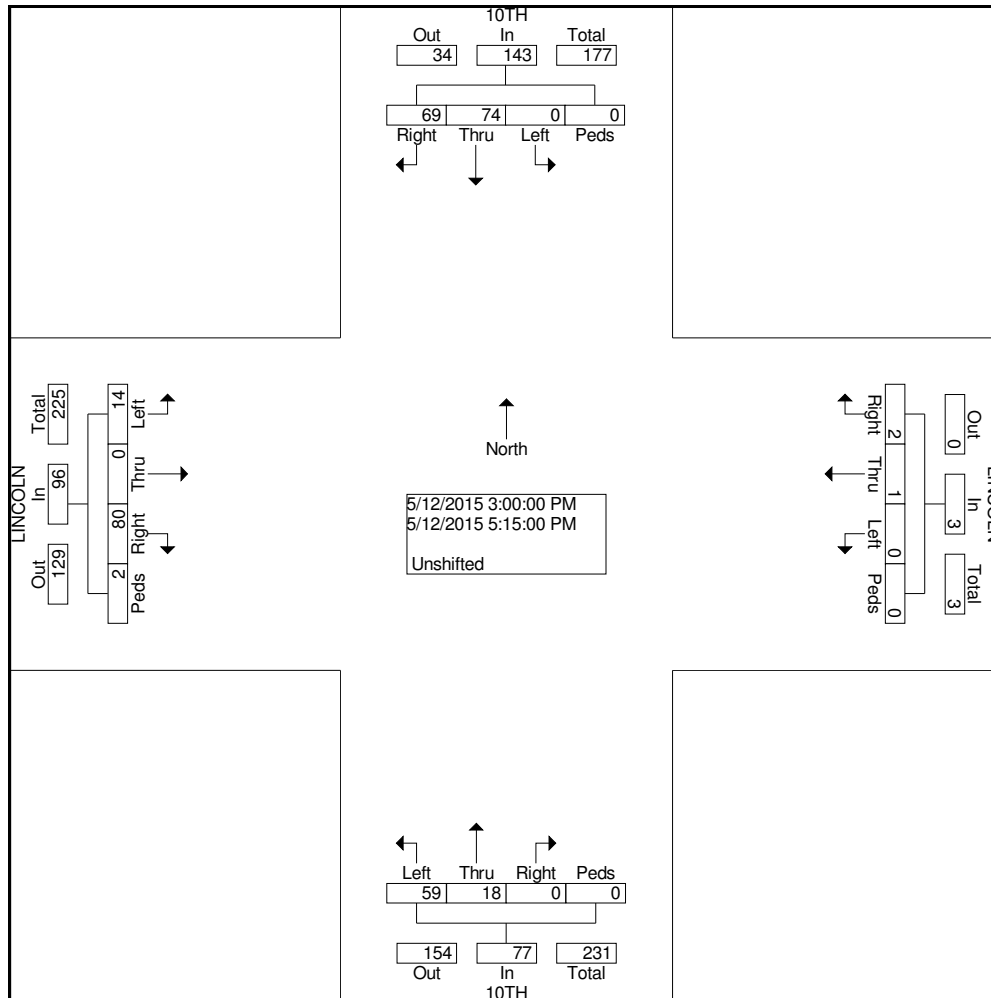 10TH
Out In Total
34 143 177
69 74 0 0
Right Thru Left Peds
LINCOLN
Total In Out
225 96 129
14 0 80 2
Left Thru Right Peds
North
5/12/2015 3:00:00 PM
5/12/2015 5:15:00 PM
Unshifted
Right Thru Left Peds
2 1 0 0
Out In Total
0 3 3
LINCOLN
Left Thru Right Peds
59 18 0 0
154 77 231
Out In Total
10TH